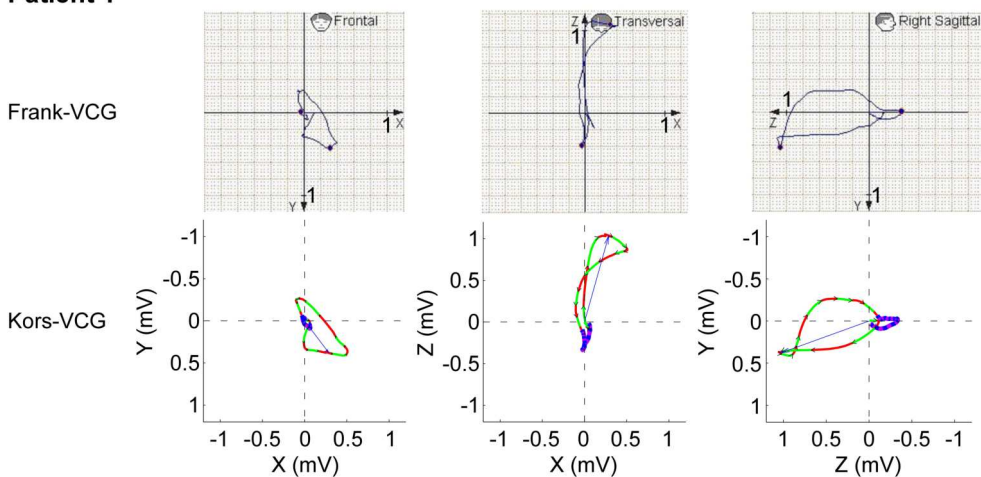 Frontal
Transversal
Right Sagittal
Frank-VCG
1 X
Y 1
Z 1
1 X
1 Z
Y 1
Kors-VCG
Y (mV)
-1
-0.5
0
0.5
1
-1 -0.5 0 0.5 1
X (mV)
Z (mV)
1
0.5
0
-0.5
-1
-1 -0.5 0 0.5 1
X (mV)
Y (mV)
-1
-0.5
0
0.5
1
1 0.5 0 -0.5 -1
Z (mV)